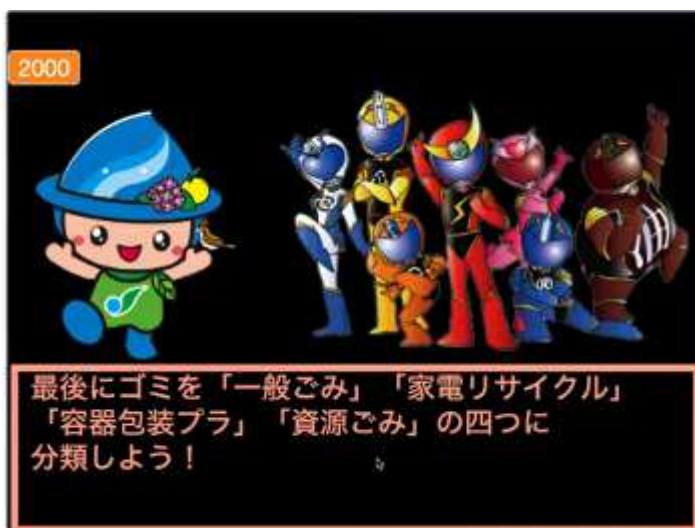 2000
最後にゴミを「一般ごみ」「家電リサイクル」
「容器包装プラ」「資源ごみ」の四つに
分類しよう！